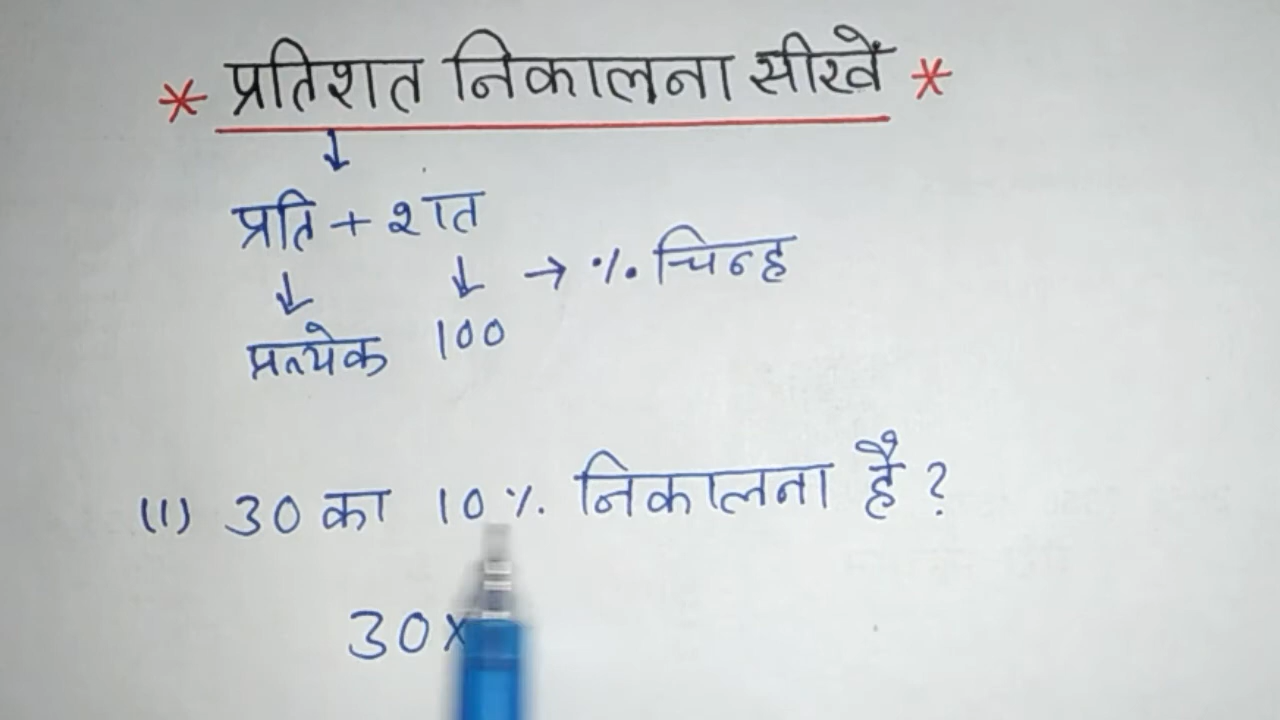 * प्रतिशत निकालना सीखें *
↓
प्रति + शत
↓ ↓ → % चिन्ह
प्रत्येक 100
(1) 30 का 10% निकालना है ?
30×